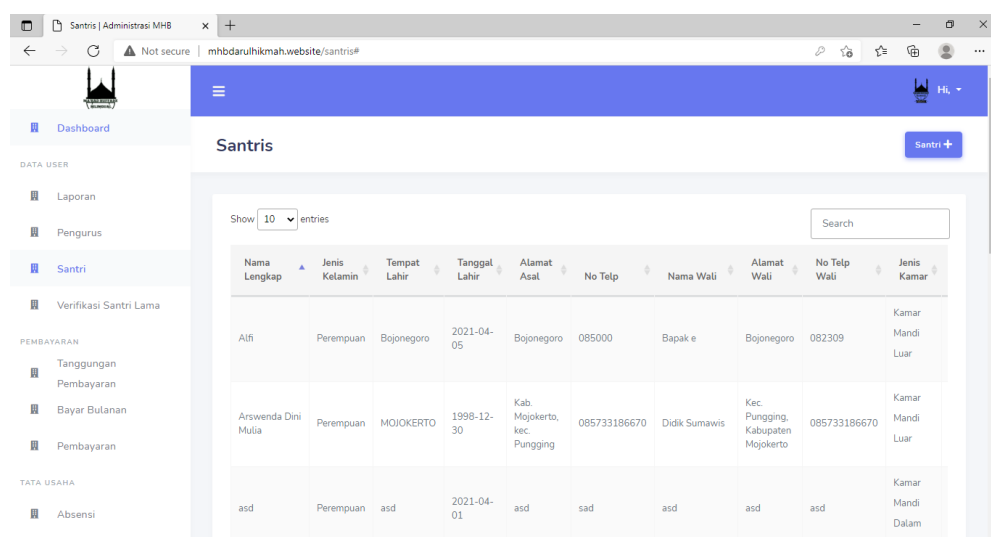 Santris | Administrasi MHB
Not secure | mhbdarulhikmah.website/santris#
Hi,
Dashboard
Santris
Santri +
DATA USER
Laporan
Pengurus
Santri
Verifikasi Santri Lama
PEMBAYARAN
Tanggungan
Pembayaran
Bayar Bulanan
Pembayaran
TATA USAHA
Absensi
Show 10 entries
Search
Nama Lengkap Jenis Kelamin Tempat Lahir Tanggal Lahir Alamat Asal No Telp Nama Wali Alamat Wali No Telp Wali Jenis Kamar
Alfi Perempuan Bojonegoro 2021-04-05 Bojonegoro 085000 Bapak e Bojonegoro 082309 Kamar Mandi Luar
Arswenda Dini Mulia Perempuan MOJOKERTO 1998-12-30 Kab. Mojokerto, kec. Pungging 085733186670 Didik Sumawis Kec. Pungging, Kabupaten Mojokerto 085733186670 Kamar Mandi Luar
asd Perempuan asd 2021-04-01 asd sad asd asd asd Kamar Mandi Dalam